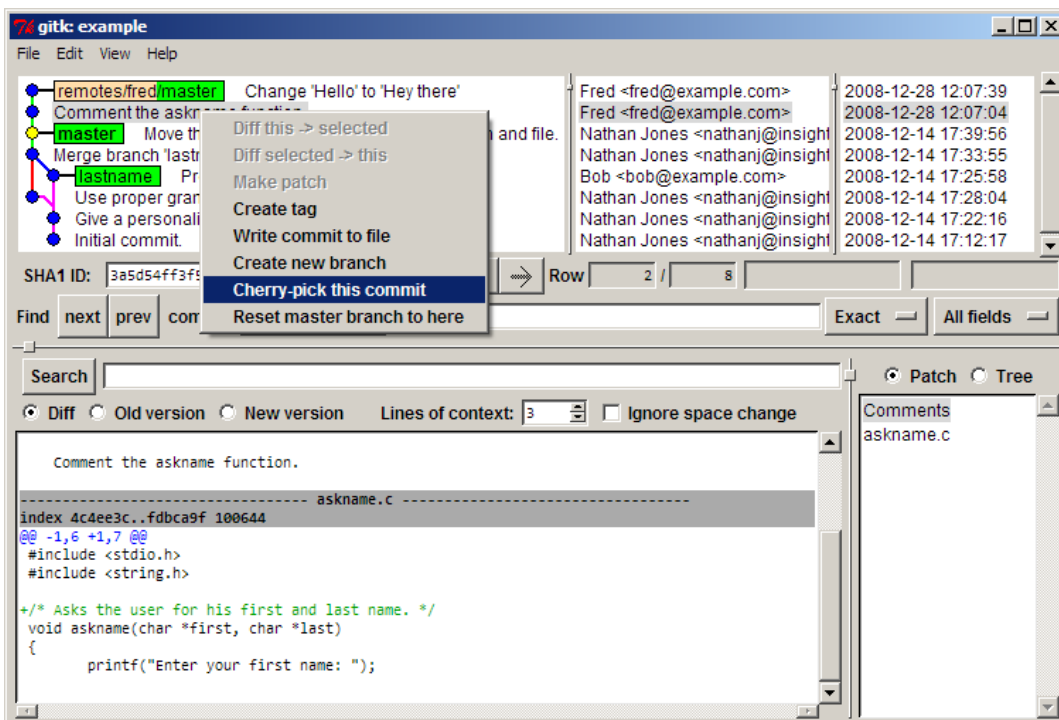 gitk: example
File Edit View Help
remotes/fred/master Change 'Hello' to 'Hey there' Fred <fred@example.com> 2008-12-28 12:07:39
Comment the askname function. Fred <fred@example.com> 2008-12-28 12:07:04
master Move th n and file. Nathan Jones <nathanj@insight 2008-12-14 17:39:56
Merge branch 'lastn Nathan Jones <nathanj@insight 2008-12-14 17:33:55
lastname Pr Bob <bob@example.com> 2008-12-14 17:25:58
Use proper gran Nathan Jones <nathanj@insight 2008-12-14 17:28:04
Give a personali Nathan Jones <nathanj@insight 2008-12-14 17:22:16
Initial commit. Nathan Jones <nathanj@insight 2008-12-14 17:12:17
Diff this -> selected
Diff selected -> this
Make patch
Create tag
Write commit to file
Create new branch
Cherry-pick this commit
Reset master branch to here
SHA1 ID: 3a5d54ff3f Row 2 / 8
Find next prev com Exact All fields
Search Patch Tree
Diff Old version New version Lines of context: 3 Ignore space change
Comments
askname.c
Comment the askname function.
---------------------------------- askname.c ----------------------------------
index 4c4ee3c..fdbca9f 100644
@@ -1,6 +1,7 @@
#include <stdio.h>
#include <string.h>
+/* Asks the user for his first and last name. */
void askname(char *first, char *last)
{
printf("Enter your first name: ");